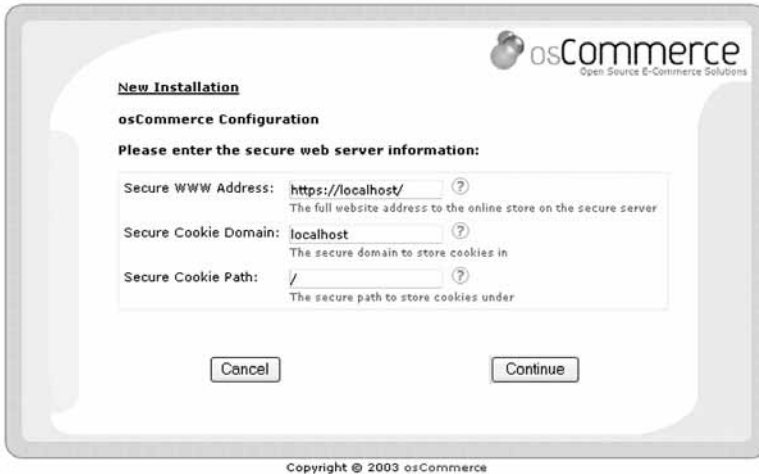 osCommerce
Open Source E-Commerce Solutions
New Installation
osCommerce Configuration
Please enter the secure web server information:
Secure WWW Address: https://localhost/ ?
The full website address to the online store on the secure server
Secure Cookie Domain: localhost ?
The secure domain to store cookies in
Secure Cookie Path: / ?
The secure path to store cookies under
Cancel Continue
Copyright © 2003 osCommerce